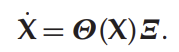 Ẋ = Θ(X)Ξ.